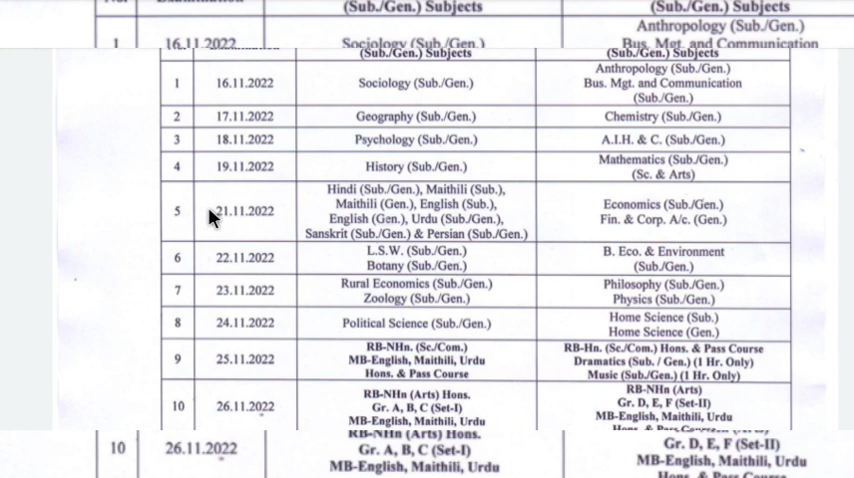 (Sub./Gen.) Subjects
(Sub./Gen.) Subjects
1
16.11.2022
Sociology (Sub./Gen.)
Anthropology (Sub./Gen.)
Bus. Mgt. and Communication
(Sub./Gen.) Subjects
(Sub./Gen.) Subjects
1
16.11.2022
Sociology (Sub./Gen.)
Anthropology (Sub./Gen.)
Bus. Mgt. and Communication
(Sub./Gen.)
2
17.11.2022
Geography (Sub./Gen.)
Chemistry (Sub./Gen.)
3
18.11.2022
Psychology (Sub./Gen.)
A.I.H. & C. (Sub./Gen.)
4
19.11.2022
History (Sub./Gen.)
Mathematics (Sub./Gen.)
(Sc. & Arts)
5
21.11.2022
Hindi (Sub./Gen.), Maithili (Sub.),
Maithili (Gen.), English (Sub.),
English (Gen.), Urdu (Sub./Gen.),
Sanskrit (Sub./Gen.) & Persian (Sub./Gen.)
Economics (Sub./Gen.)
Fin. & Corp. A/c. (Gen.)
6
22.11.2022
L.S.W. (Sub./Gen.)
Botany (Sub./Gen.)
B. Eco. & Environment
(Sub./Gen.)
7
23.11.2022
Rural Economics (Sub./Gen.)
Zoology (Sub./Gen.)
Philosophy (Sub./Gen.)
Physics (Sub./Gen.)
8
24.11.2022
Political Science (Sub./Gen.)
Home Science (Sub.)
Home Science (Gen.)
9
25.11.2022
RB-NHn. (Sc./Com.)
MB-English, Maithili, Urdu
Hons. & Pass Course
RB-Hn. (Sc./Com.) Hons. & Pass Course
Dramatics (Sub. / Gen.) (1 Hr. Only)
Music (Sub./Gen.) (1 Hr. Only)
10
26.11.2022
RB-NHn (Arts) Hons.
Gr. A, B, C (Set-I)
MB-English, Maithili, Urdu
RB-NHn (Arts)
Gr. D, E, F (Set-II)
MB-English, Maithili, Urdu
Hons. & Pass Course
10
26.11.2022
RB-NHn (Arts) Hons.
Gr. A, B, C (Set-I)
MB-English, Maithili, Urdu
Gr. D, E, F (Set-II)
MB-English, Maithili, Urdu
Hons. & Pass Course